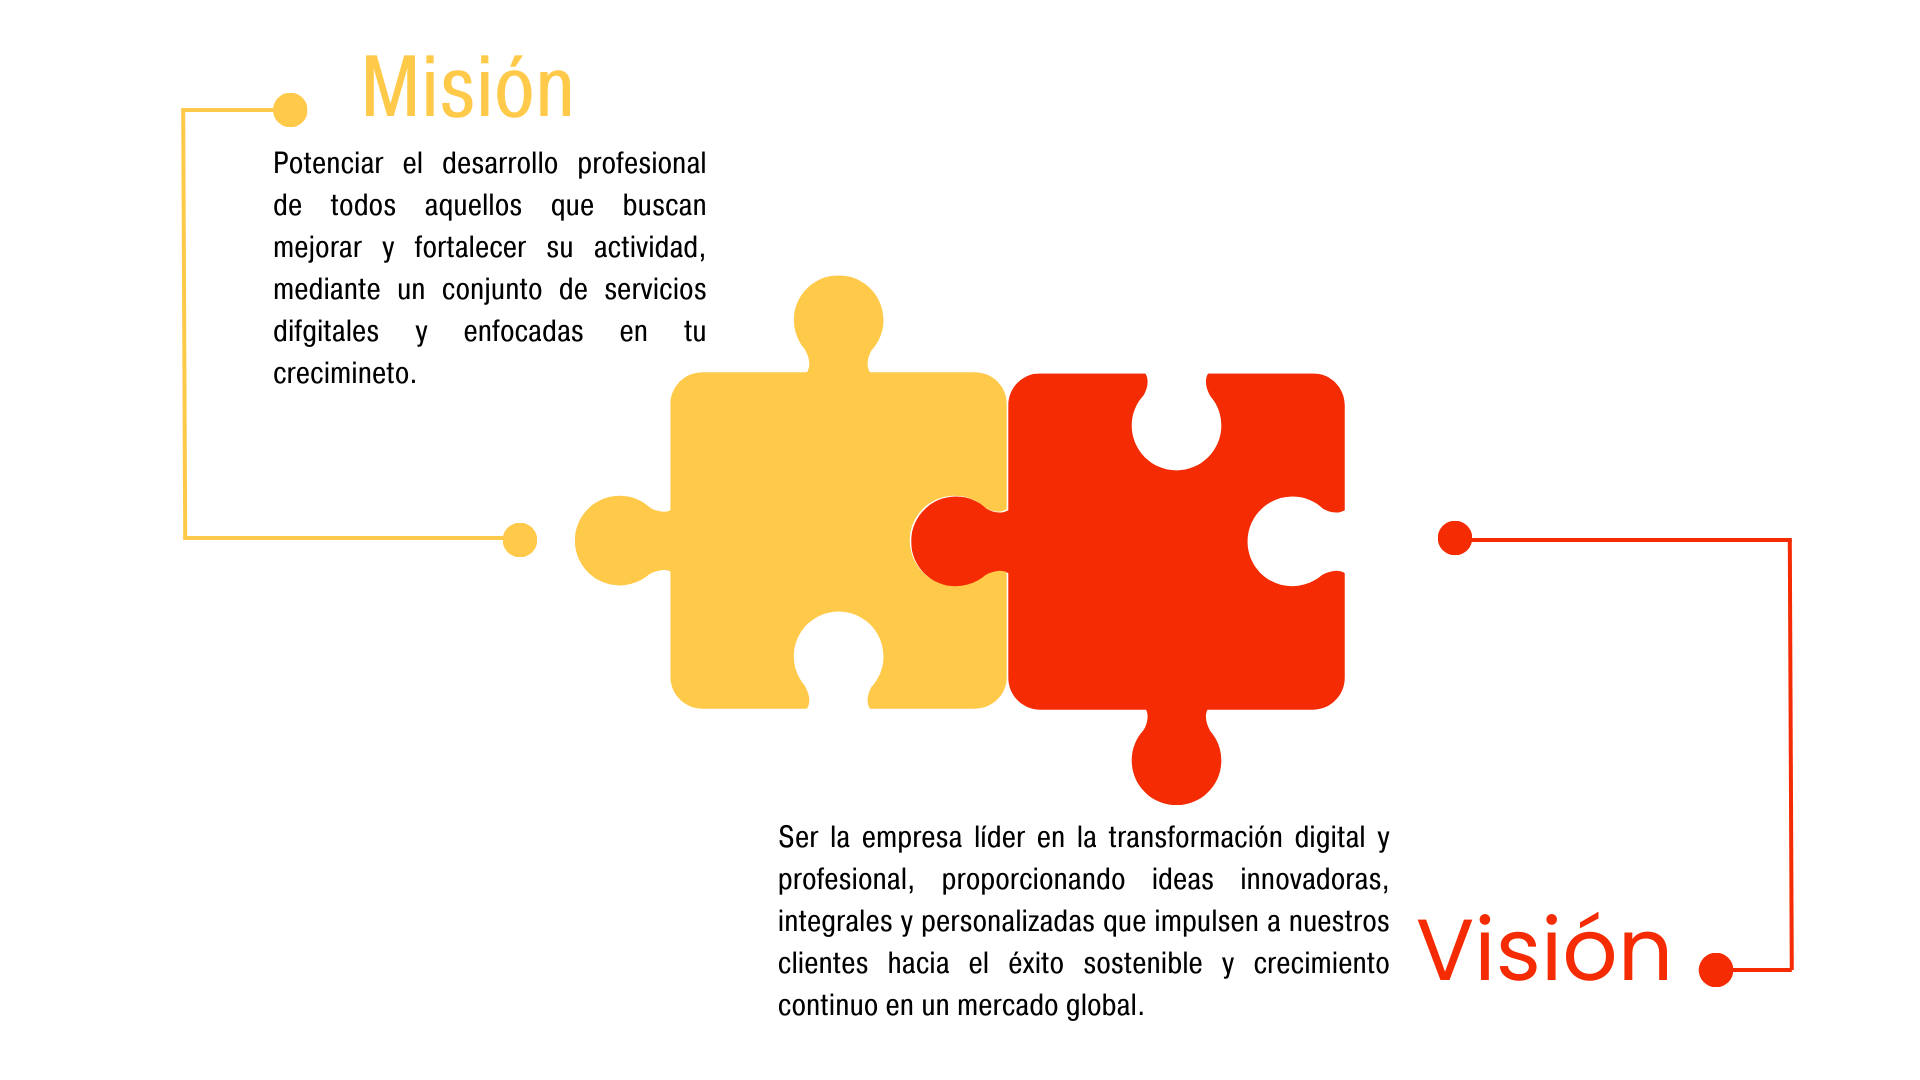 Misión
Potenciar el desarrollo profesional
de todos aquellos que buscan
mejorar y fortalecer su actividad,
mediante un conjunto de servicios
difgitales y enfocadas en tu
crecimineto.
Ser la empresa líder en la transformación digital y
profesional, proporcionando ideas innovadoras,
integrales y personalizadas que impulsen a nuestros
clientes hacia el éxito sostenible y crecimiento
continuo en un mercado global.
Visión